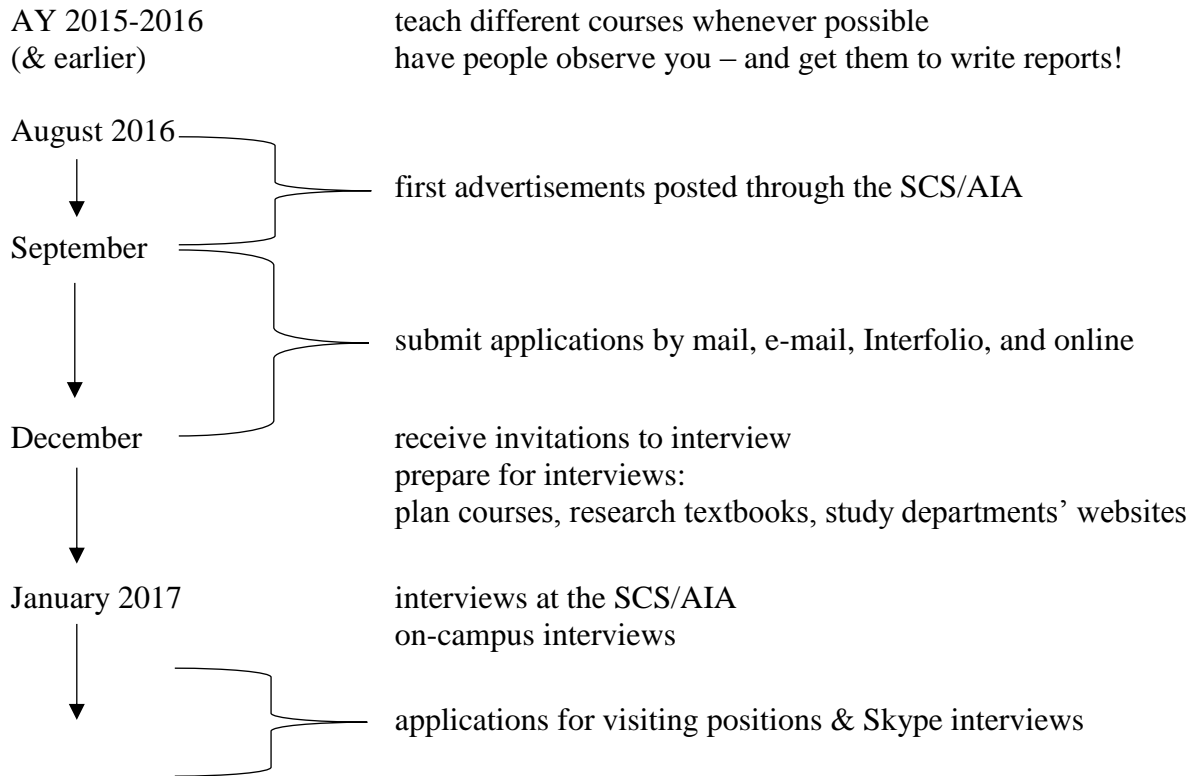 AY 2015-2016 teach different courses whenever possible
(& earlier) have people observe you – and get them to write reports!
August 2016
first advertisements posted through the SCS/AIA
September
submit applications by mail, e-mail, Interfolio, and online
December receive invitations to interview
prepare for interviews:
plan courses, research textbooks, study departments’ websites
January 2017 interviews at the SCS/AIA
on-campus interviews
applications for visiting positions & Skype interviews